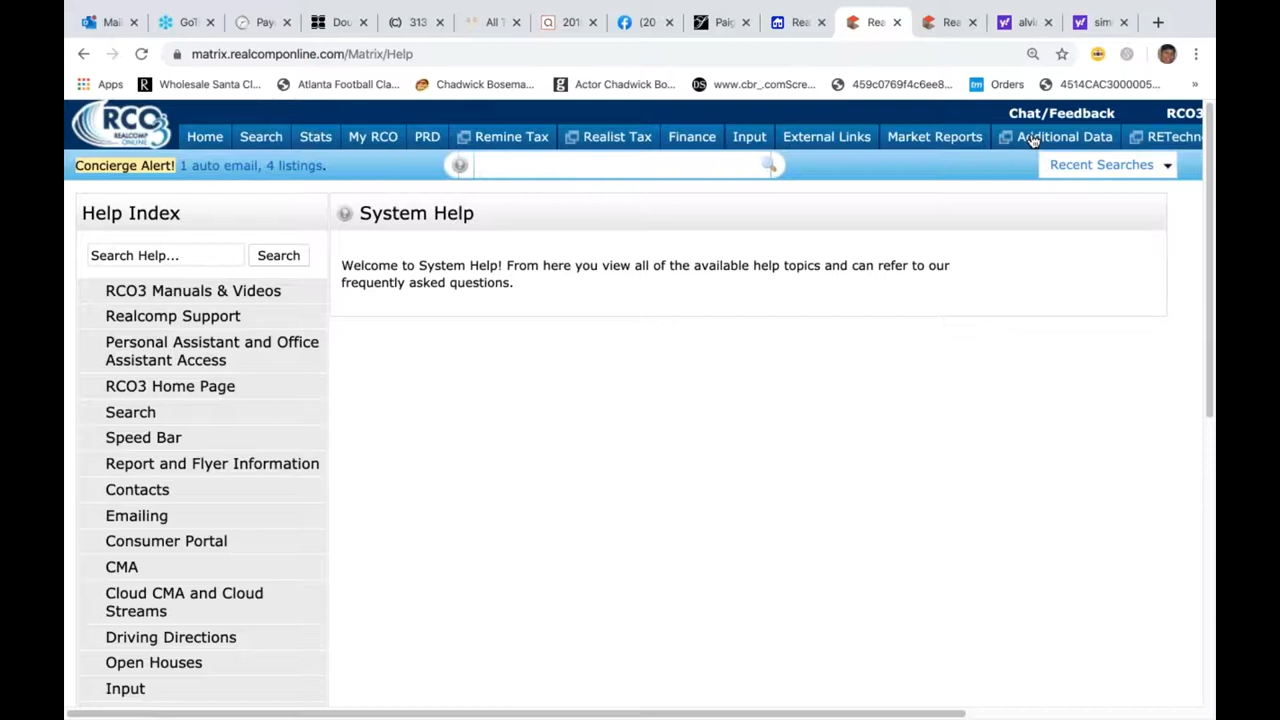 Mail
GoT
Pay
Dou
(C) 313
All T
201
(20
Paig
Rea
Rea
Rea
alvi
sim
matrix.realcomponline.com/Matrix/Help
Apps
Wholesale Santa Cl...
Atlanta Football Cla...
Chadwick Bosema...
Actor Chadwick Bo...
www.cbr_.comScre...
459c0769f4c6ee8...
Orders
4514CAC3000005...
»
RCO3
REALCOMP
ONLINE
Chat/Feedback
RCO3
Home Search Stats My RCO PRD Remine Tax Realist Tax Finance Input External Links Market Reports Additional Data RETechn
Concierge Alert! 1 auto email, 4 listings.
Recent Searches
Help Index
System Help
Search Help...
Search
Welcome to System Help! From here you view all of the available help topics and can refer to our
frequently asked questions.
RCO3 Manuals & Videos
Realcomp Support
Personal Assistant and Office
Assistant Access
RCO3 Home Page
Search
Speed Bar
Report and Flyer Information
Contacts
Emailing
Consumer Portal
CMA
Cloud CMA and Cloud
Streams
Driving Directions
Open Houses
Input